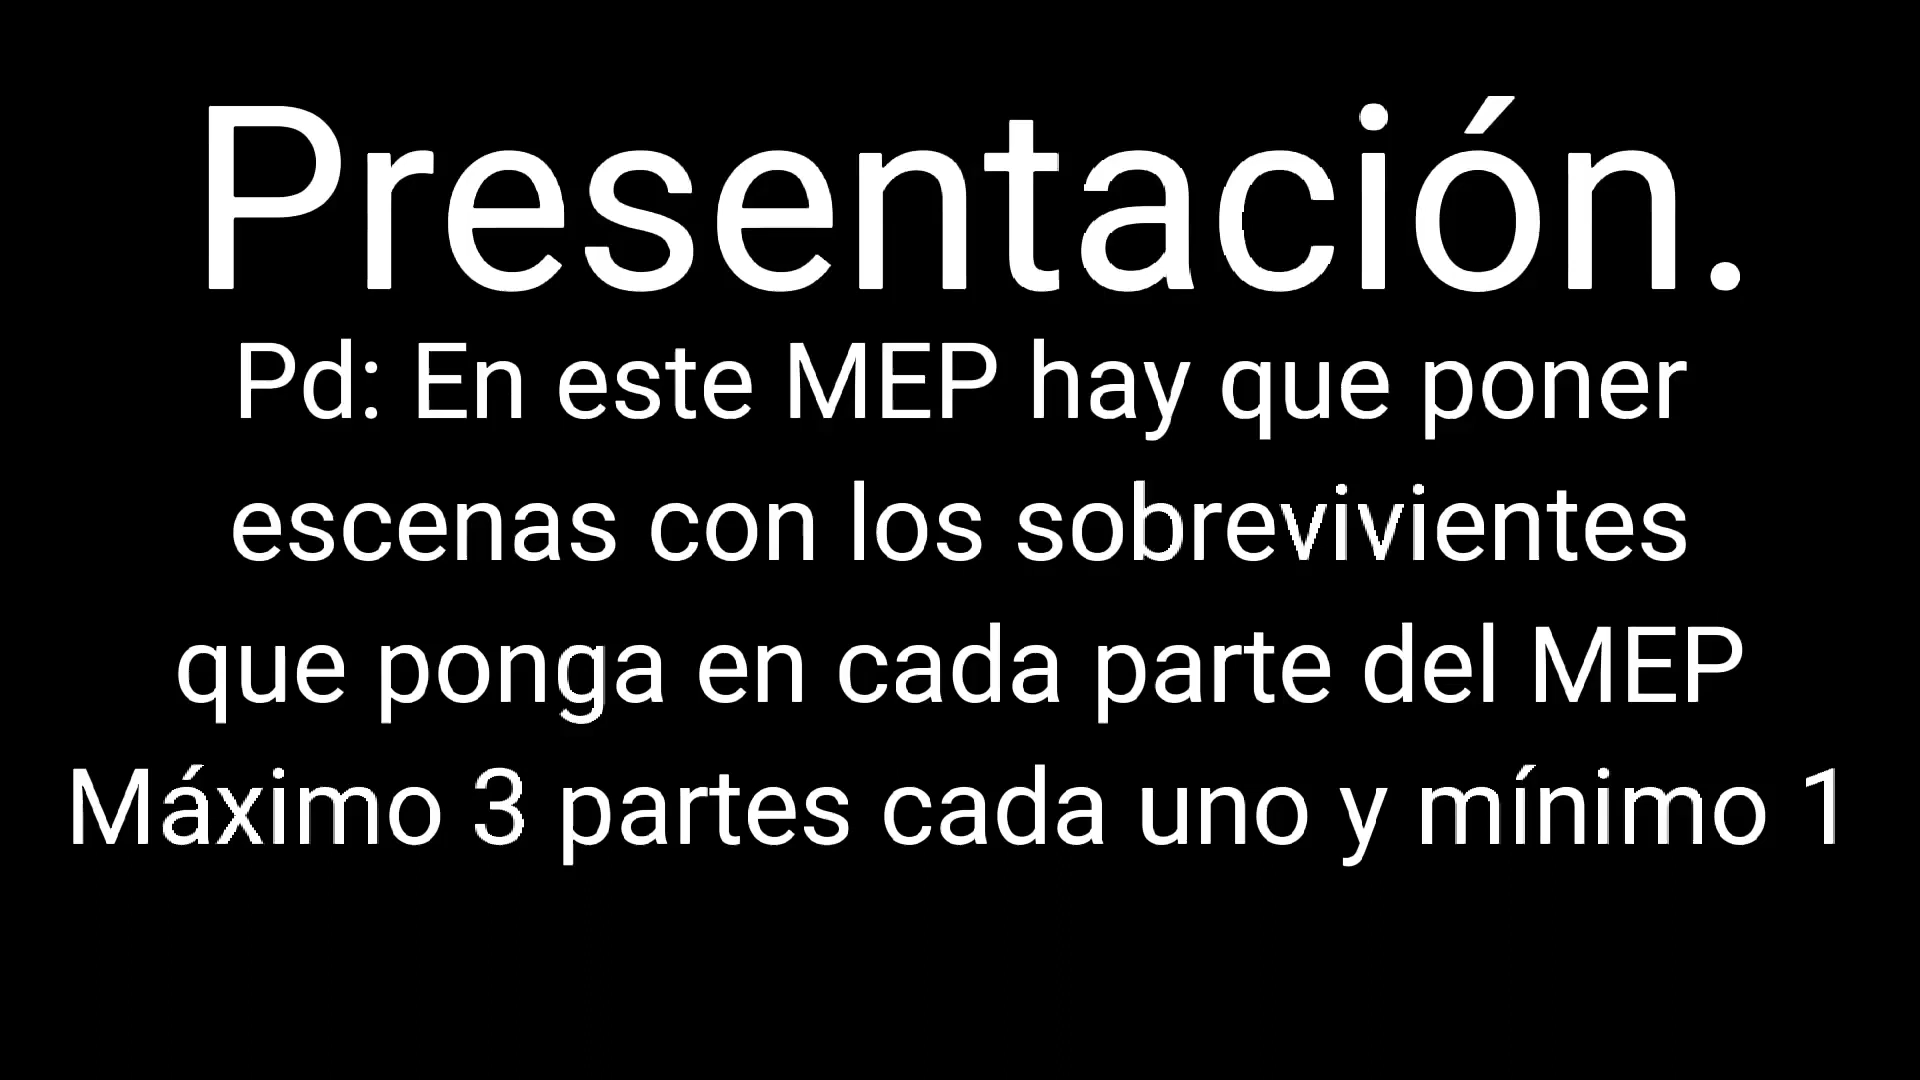 Presentación.
Pd: En este MEP hay que poner
escenas con los sobrevivientes
que ponga en cada parte del MEP
Máximo 3 partes cada uno y mínimo 1